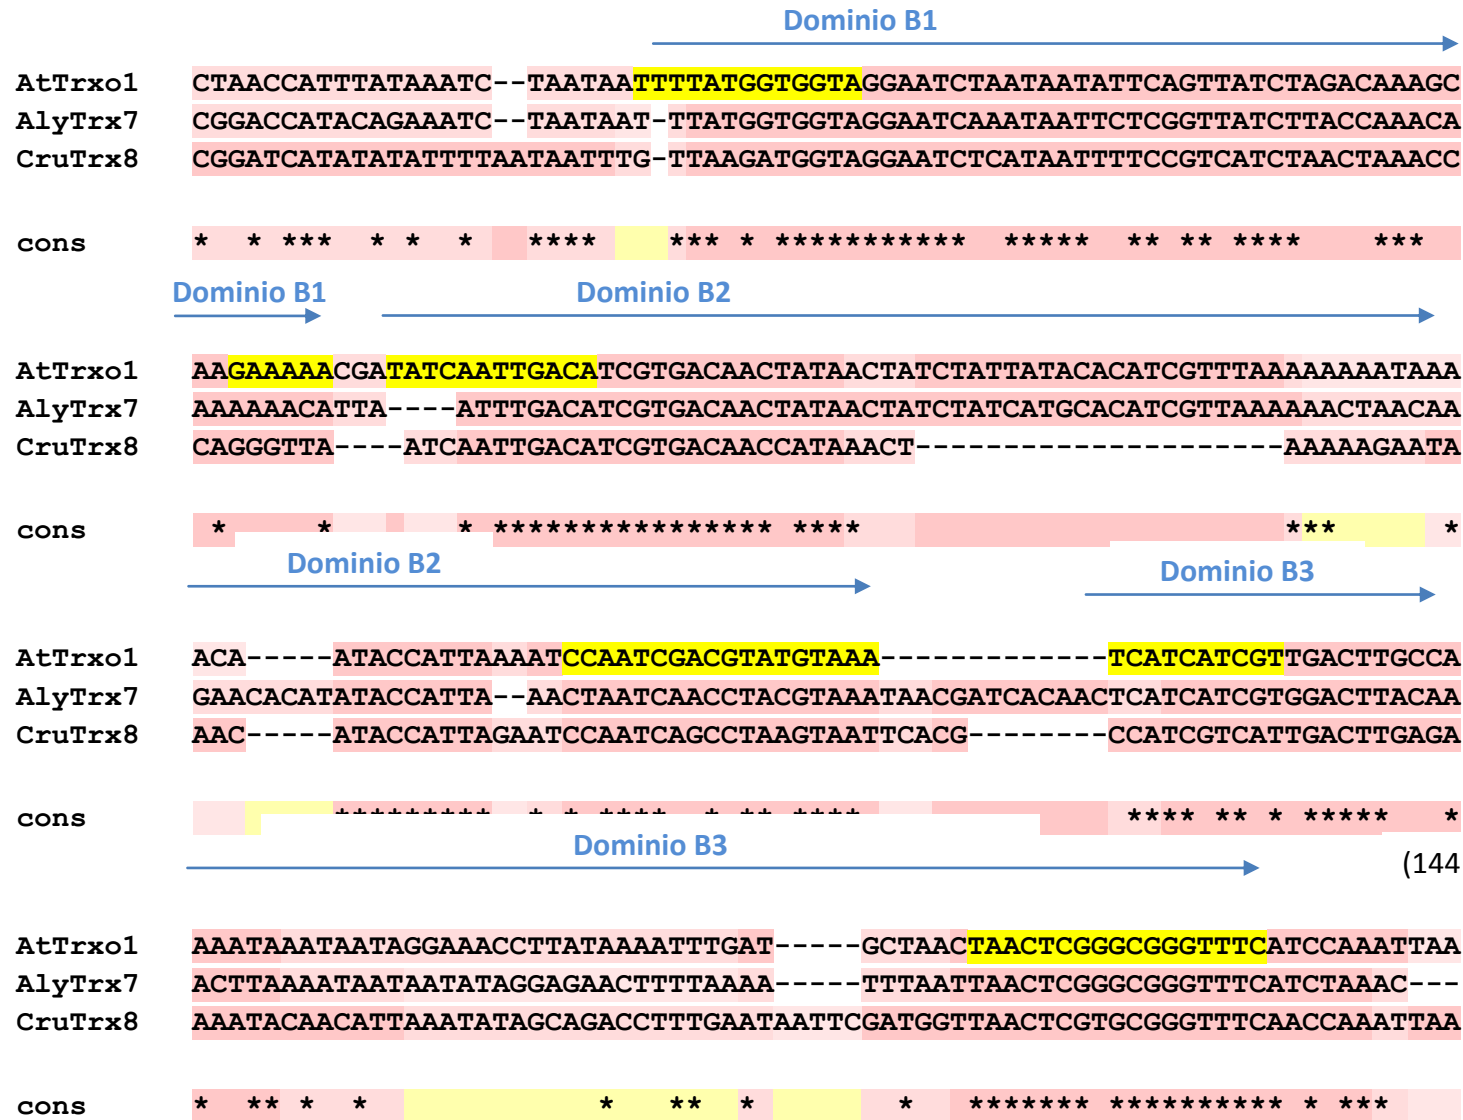 Dominio B1
AtTrxo1 CTAACCATTTATAAATC--TAATAATTTTATGGTGGTAGGAATCTAATAATATTCAGTTATCTAGACAAAGC
AlyTrx7 CGGACCATACAGAAATC--TAATAAT-TTATGGTGGTAGGAATCAAATAATTCTCGGTTATCTTACCAAACA
CruTrx8 CGGATCATATATATTTTAATAATTTG-TTAAGATGGTAGGAATCTCATAATTTTCCGTCATCTAACTAAACC
cons * * *** * * * **** *** * *********** ***** ** ** **** ***
Dominio B1 Dominio B2
AtTrxo1 AAGAAAAACGATATCAATTGACATCGTGACAACTATAACTATCTATTATACACATCGTTTAAAAAAAATAAA
AlyTrx7 AAAAAACATTA----ATTTGACATCGTGACAACTATAACTATCTATCATGCACATCGTTAAAAAACTAACAA
CruTrx8 CAGGGTTA----ATCAATTGACATCGTGACAACCATAAACT---------------------AAAAAGAATA
cons * * * **************** **** *** *
Dominio B2 Dominio B3
AtTrxo1 ACA-----ATACCATTAAAATCCAATCGACGTATGTAAA-------------TCATCATCGTTGACTTGCCA
AlyTrx7 GAACACATATACCATTA--AACTAATCAACCTACGTAAATAACGATCACAACTCATCATCGTGGACTTACAA
CruTrx8 AAC-----ATACCATTAGAATCCAATCAGCCTAAGTAATTCACG--------CCATCGTCATTGACTTGAGA
cons ********* * * **** * ** **** **** ** * ***** *
Dominio B3
(144
AtTrxo1 AAATAAATAATAGGAAACCTTATAAAATTTGAT-----GCTAACTAACTCGGGCGGGTTTCATCCAAATTAA
AlyTrx7 ACTTAAAATAATAATATAGGAGAACTTTTAAAA-----TTTAATTAACTCGGGCGGGTTTCATCTAAAC---
CruTrx8 AAATACAACATTAAATATAGCAGACCTTTGAATAATTCGATGGTTAACTCGTGCGGGTTTCAACCAAATTAA
cons * ** * * * ** * * ******* ********** * ***